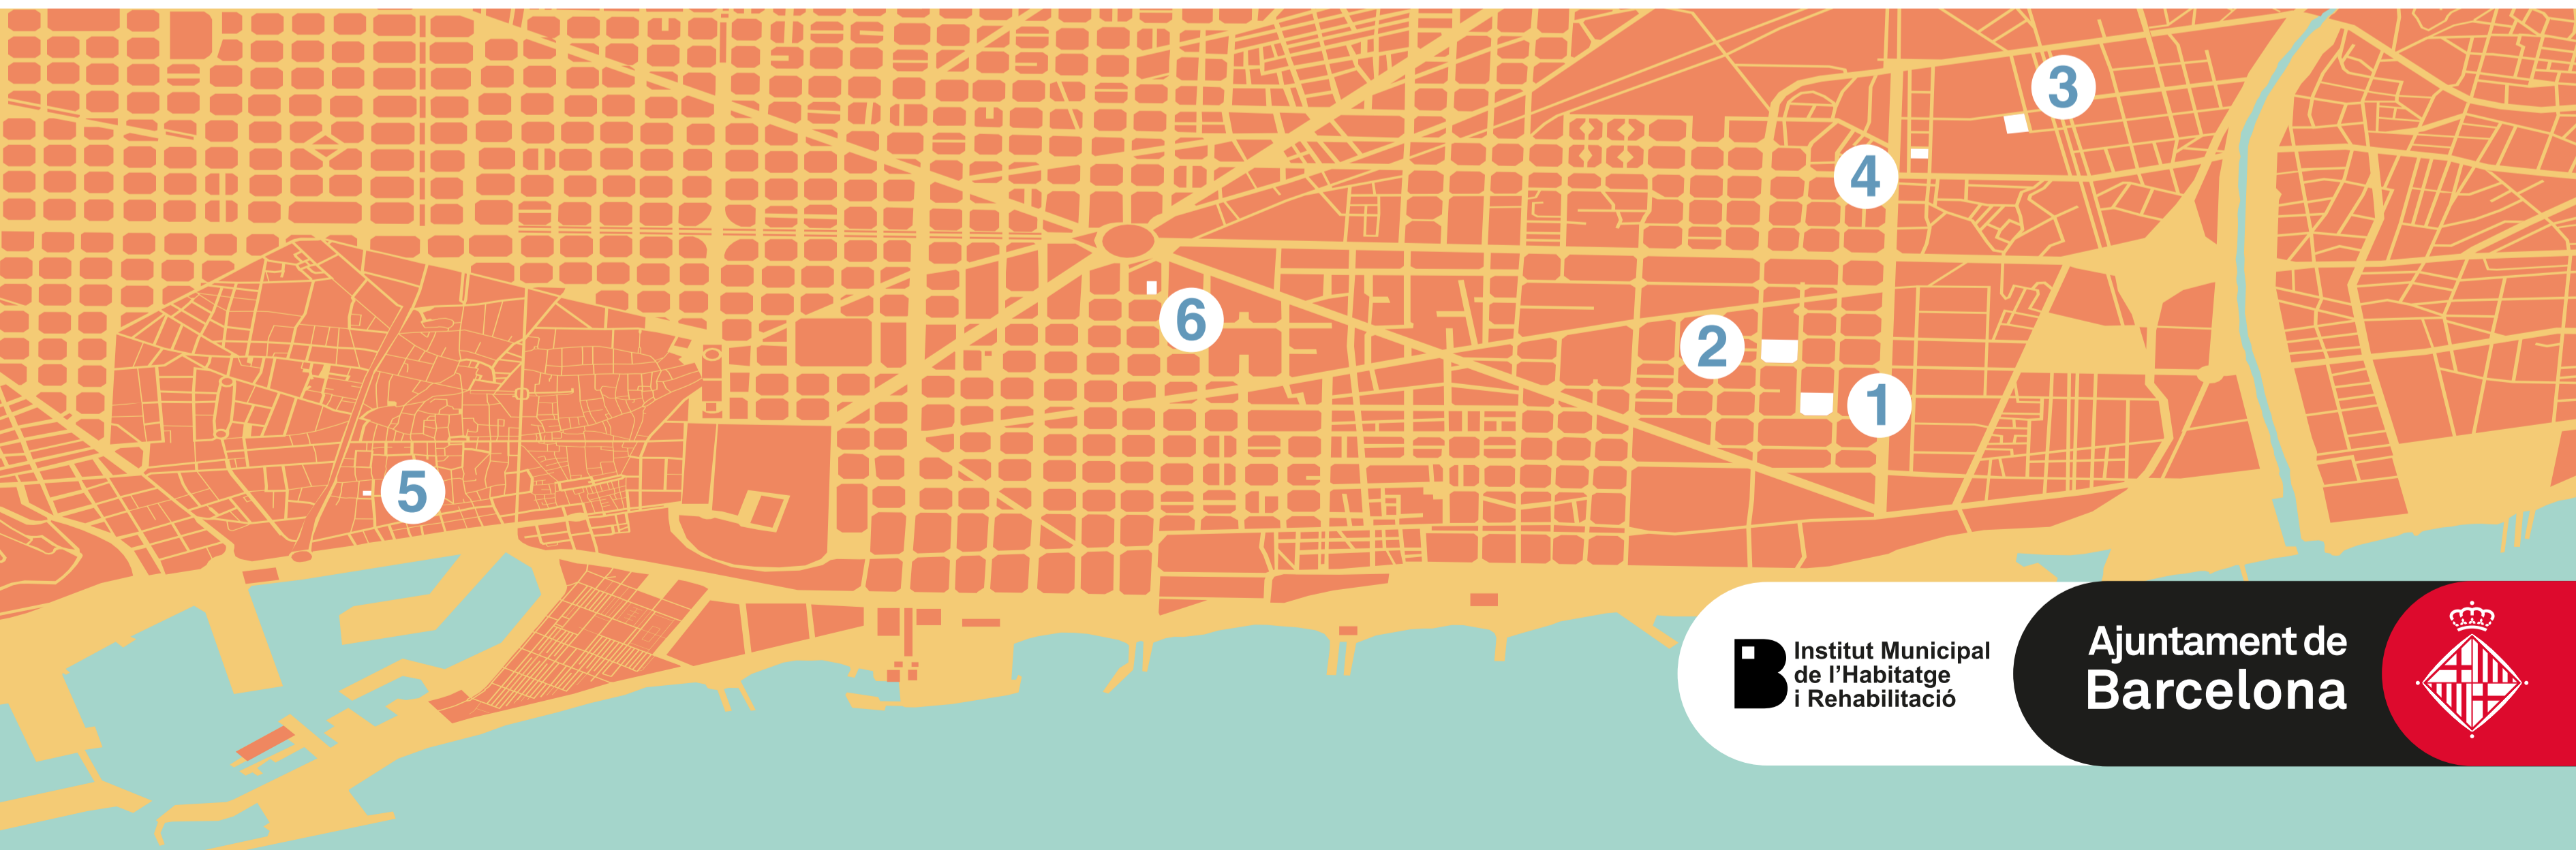 3
4
6
2
1
5
Institut Municipal
de l'Habitatge
i Rehabilitació
Ajuntament de
Barcelona